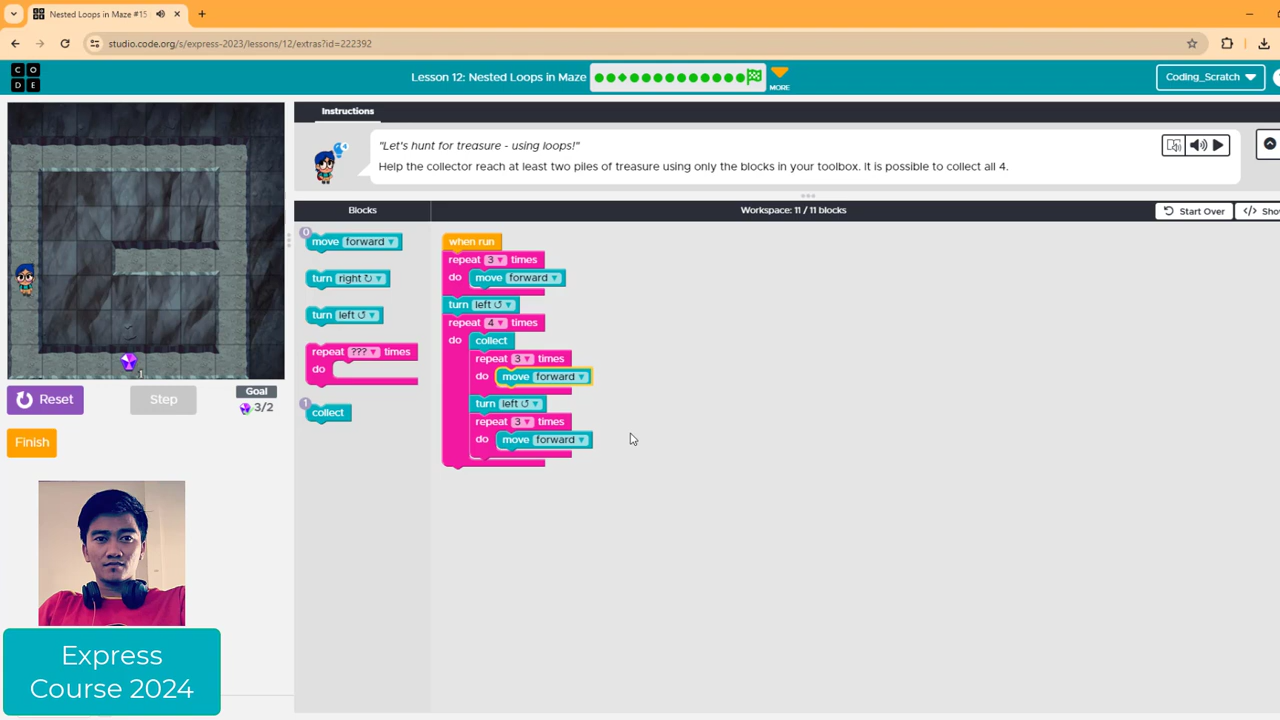 Nested Loops in Maze #15
studio.code.org/s/express-2023/lessons/12/extras?id=222392
C O
D E
Lesson 12: Nested Loops in Maze
MORE
Coding_Scratch
Instructions
"Let's hunt for treasure - using loops!"
Help the collector reach at least two piles of treasure using only the blocks in your toolbox. It is possible to collect all 4.
Blocks
Workspace: 11 / 11 blocks
Start Over
</> Show
0
move forward
turn right
turn left
repeat ??? times
do
1
collect
when run
repeat 3 times
do move forward
turn left
repeat 4 times
do collect
repeat 3 times
do move forward
turn left
repeat 3 times
do move forward
1
Reset
Step
Goal
3/2
Finish
Express
Course 2024